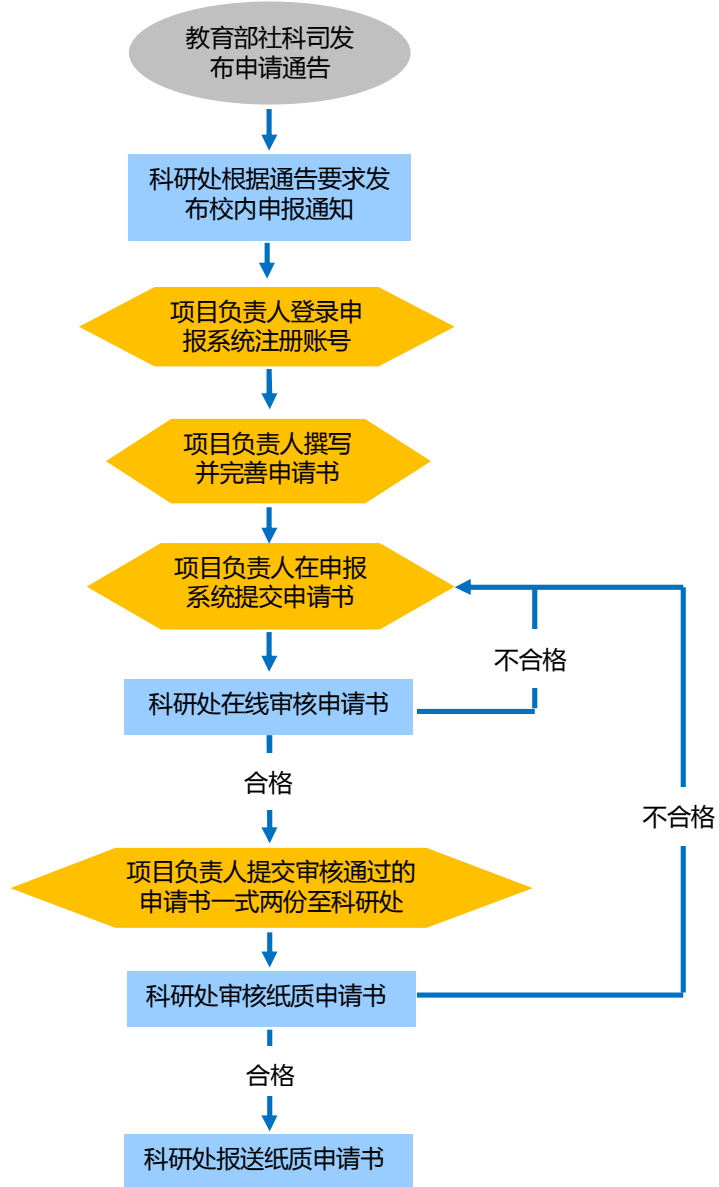 教育部社科司发
布申请通告
科研处根据通告要求发
布校内申报通知
项目负责人登录申
报系统注册账号
项目负责人撰写
并完善申请书
项目负责人在申报
系统提交申请书
不合格
科研处在线审核申请书
合格
不合格
项目负责人提交审核通过的
申请书一式两份至科研处
科研处审核纸质申请书
合格
科研处报送纸质申请书